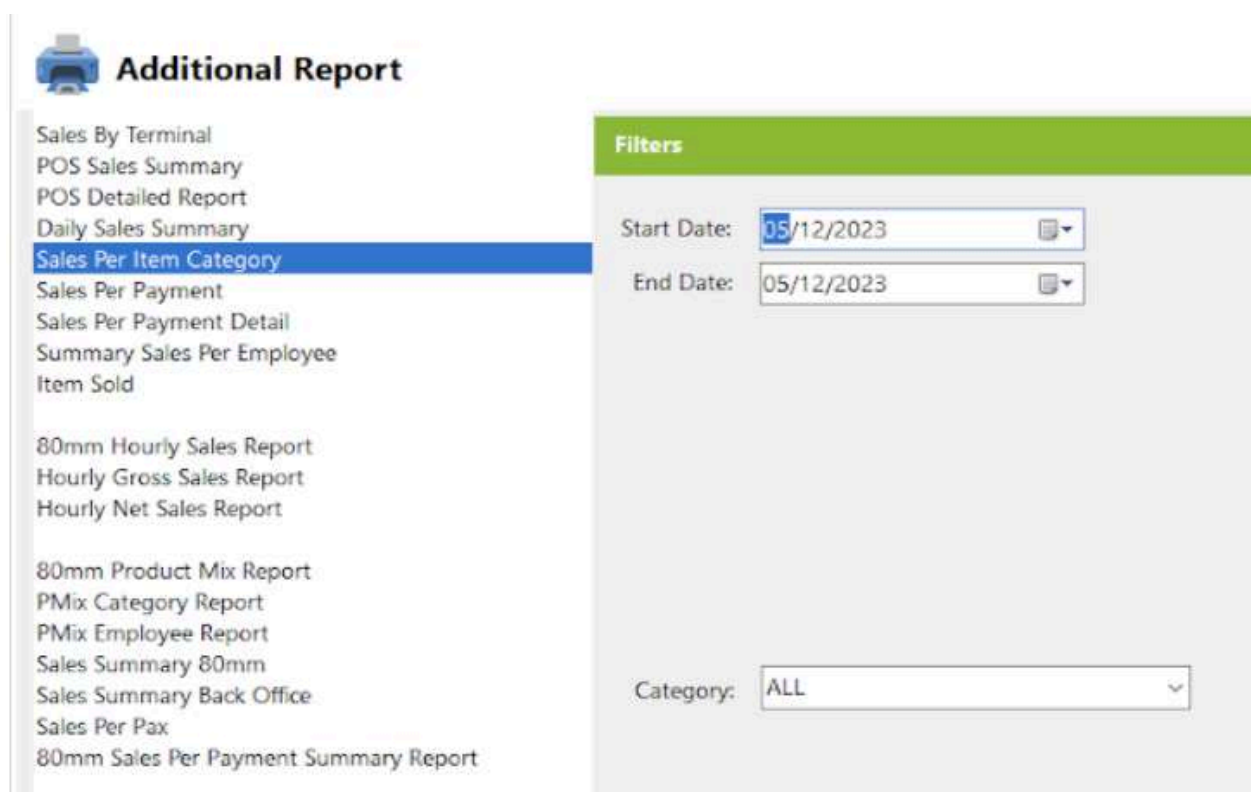 Additional Report
Sales By Terminal
POS Sales Summary
POS Detailed Report
Daily Sales Summary
Sales Per Item Category
Sales Per Payment
Sales Per Payment Detail
Summary Sales Per Employee
Item Sold
80mm Hourly Sales Report
Hourly Gross Sales Report
Hourly Net Sales Report
80mm Product Mix Report
PMix Category Report
PMix Employee Report
Sales Summary 80mm
Sales Summary Back Office
Sales Per Pax
80mm Sales Per Payment Summary Report
Filters
Start Date: 05/12/2023
End Date: 05/12/2023
Category: ALL